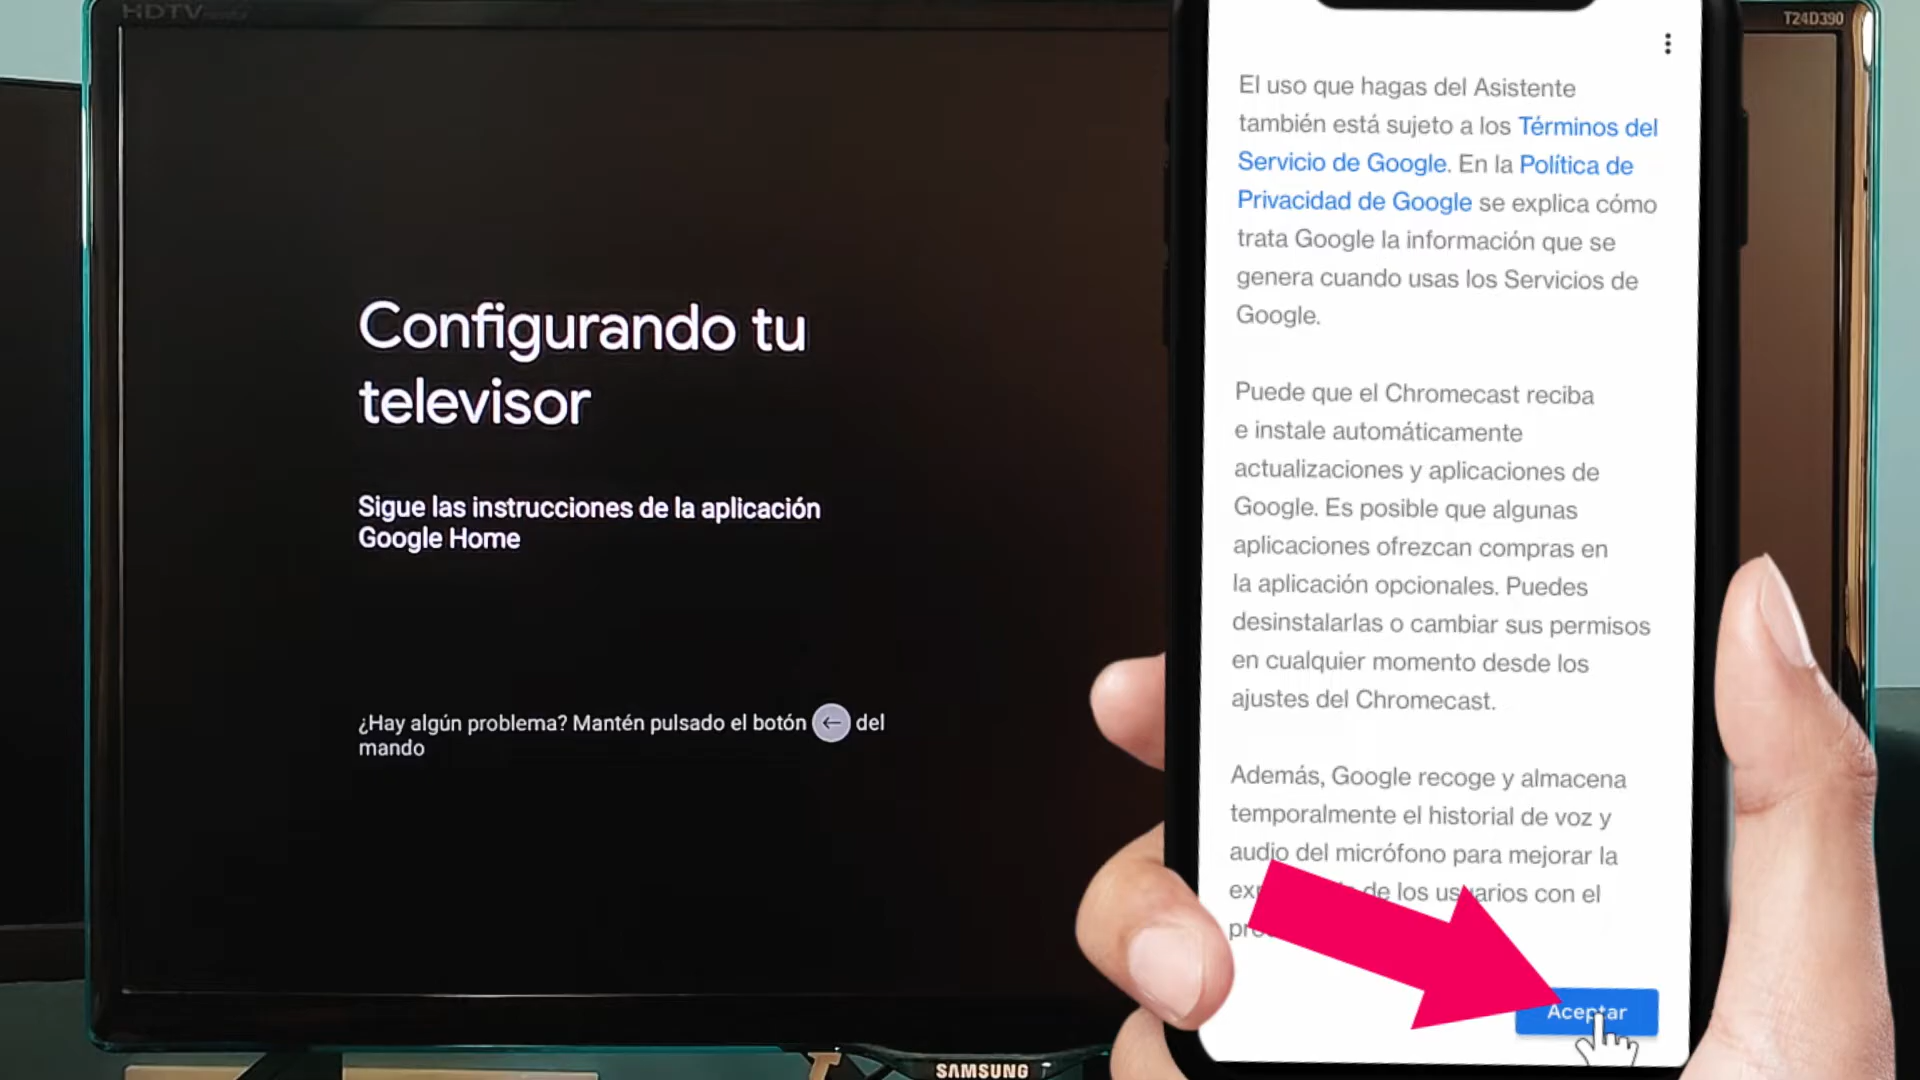 HDTV
T24D390
Configurando tu
televisor
Sigue las instrucciones de la aplicación
Google Home
¿Hay algún problema? Mantén pulsado el botón ← del
mando
SAMSUNG
El uso que hagas del Asistente
también está sujeto a los Términos del
Servicio de Google. En la Política de
Privacidad de Google se explica cómo
trata Google la información que se
genera cuando usas los Servicios de
Google.
Puede que el Chromecast reciba
e instale automáticamente
actualizaciones y aplicaciones de
Google. Es posible que algunas
aplicaciones ofrezcan compras en
la aplicación opcionales. Puedes
desinstalarlas o cambiar sus permisos
en cualquier momento desde los
ajustes del Chromecast.
Además, Google recoge y almacena
temporalmente el historial de voz y
audio del micrófono para mejorar la
de los usuarios con el
Aceptar